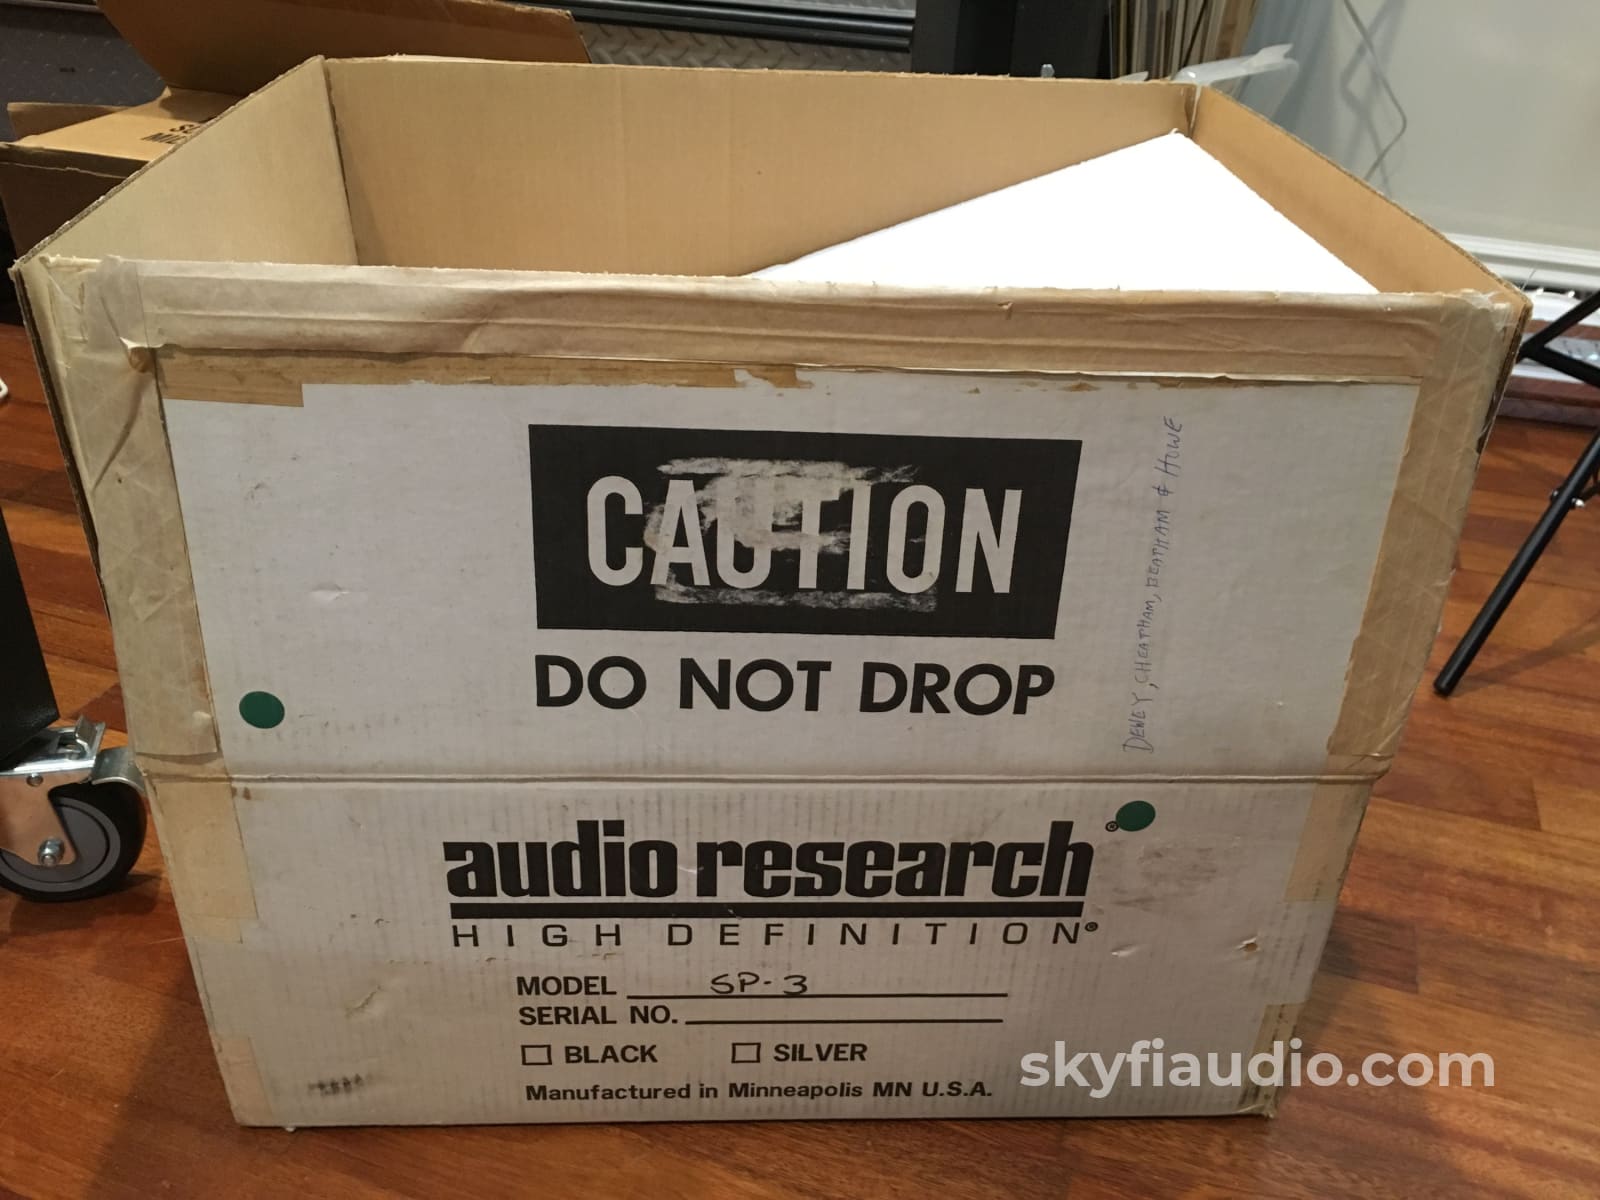 CAUTION
DO NOT DROP
DEWEY, CHEATHAM, BEATHAM & HOWE
audio research®
HIGH DEFINITION®
MODEL SP-3
SERIAL NO.
BLACK SILVER
Manufactured in Minneapolis MN U.S.A.
skyfiaudio.com